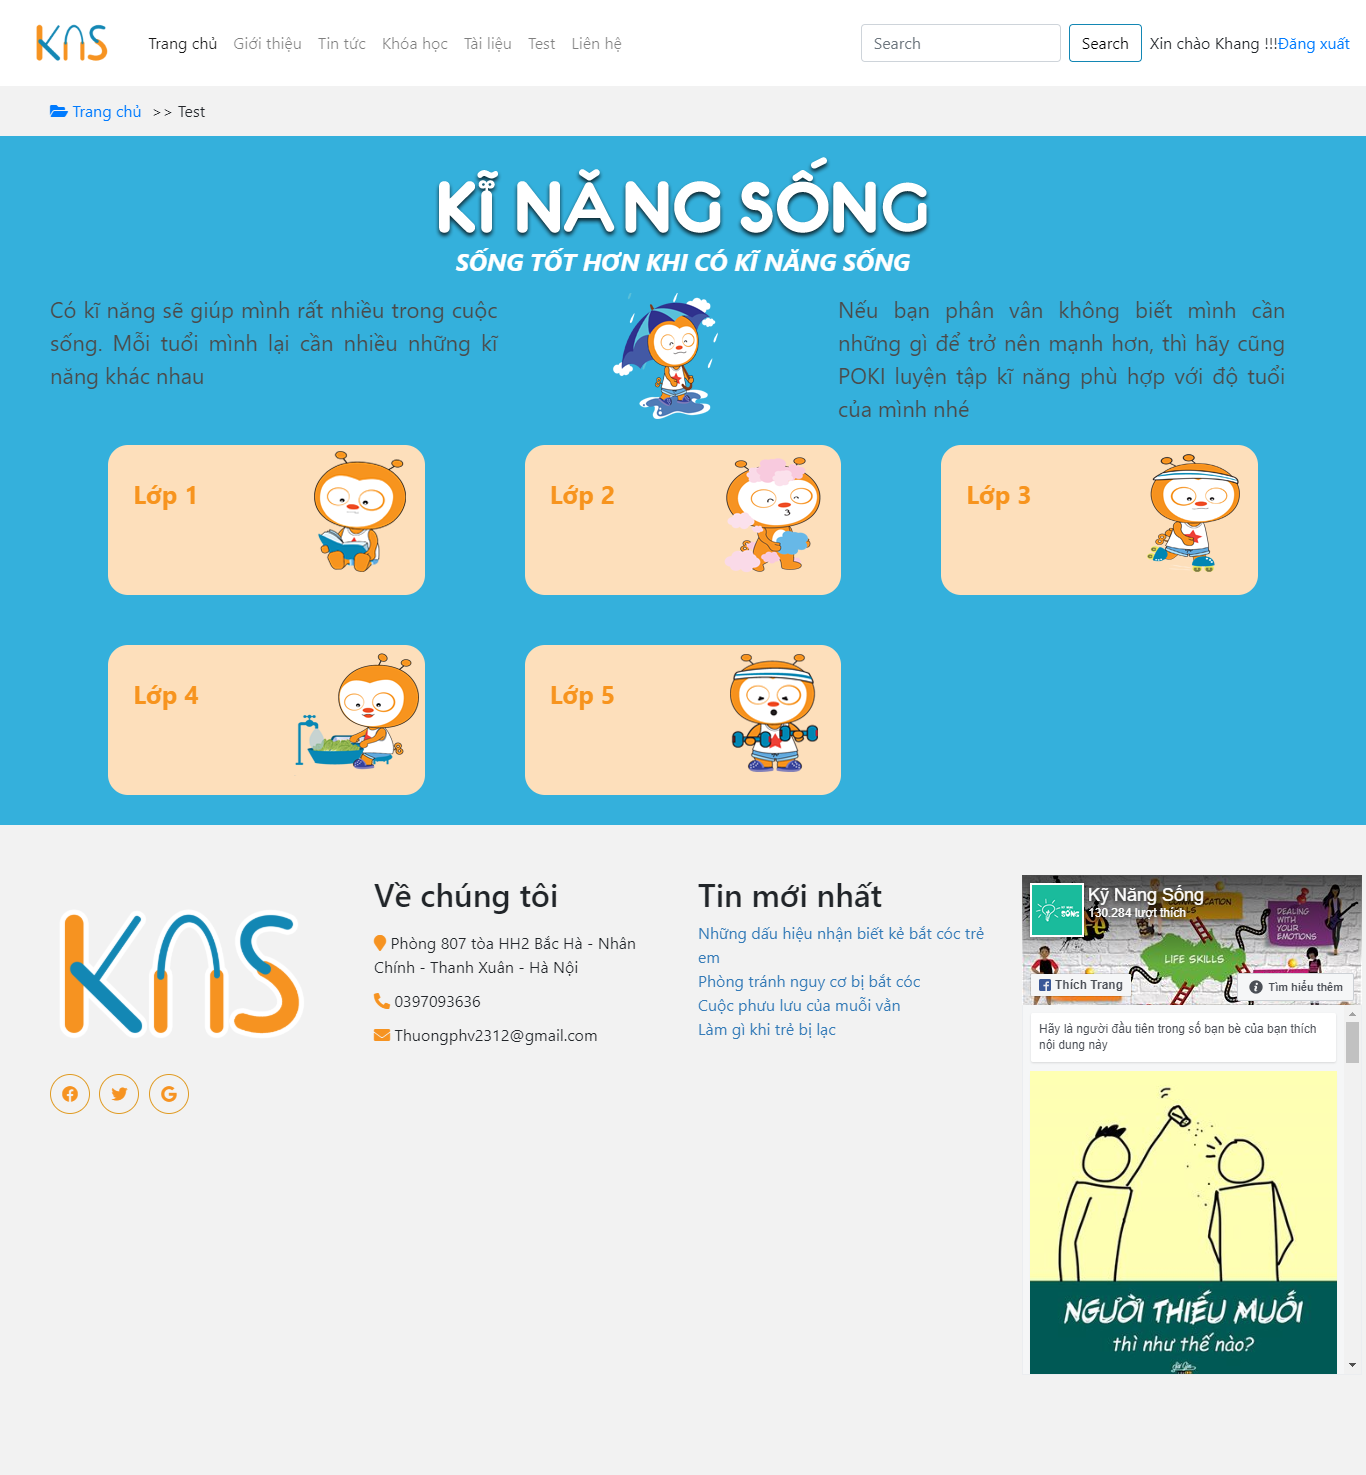 KNS
Trang chủ Giới thiệu Tin tức Khóa học Tài liệu Test Liên hệ
Search
Search
Xin chào Khang !!!Đăng xuất
Trang chủ >> Test
KĨ NĂNG SỐNG
SỐNG TỐT HƠN KHI CÓ KĨ NĂNG SỐNG
Có kĩ năng sẽ giúp mình rất nhiều trong cuộc
sống. Mỗi tuổi mình lại cần nhiều những kĩ
năng khác nhau
Nếu bạn phân vân không biết mình cần
những gì để trở nên mạnh hơn, thì hãy cũng
POKI luyện tập kĩ năng phù hợp với độ tuổi
của mình nhé
Lớp 1
Lớp 2
Lớp 3
Lớp 4
Lớp 5
KNS
Về chúng tôi
Phòng 807 tòa HH2 Bắc Hà - Nhân
Chính - Thanh Xuân - Hà Nội
0397093636
Thuongphv2312@gmail.com
Tin mới nhất
Những dấu hiệu nhận biết kẻ bắt cóc trẻ
em
Phòng tránh nguy cơ bị bắt cóc
Cuộc phưu lưu của muỗi vằn
Làm gì khi trẻ bị lạc
Kỹ Năng Sống
130.284 lượt thích
SỐNG
DEALING
WITH
YOUR
EMOTIONS
LIFE SKILLS
Thích Trang
Tìm hiểu thêm
Hãy là người đầu tiên trong số bạn bè của bạn thích
nội dung này
NGƯỜI THIẾU MUỐI
thì như thế nào?